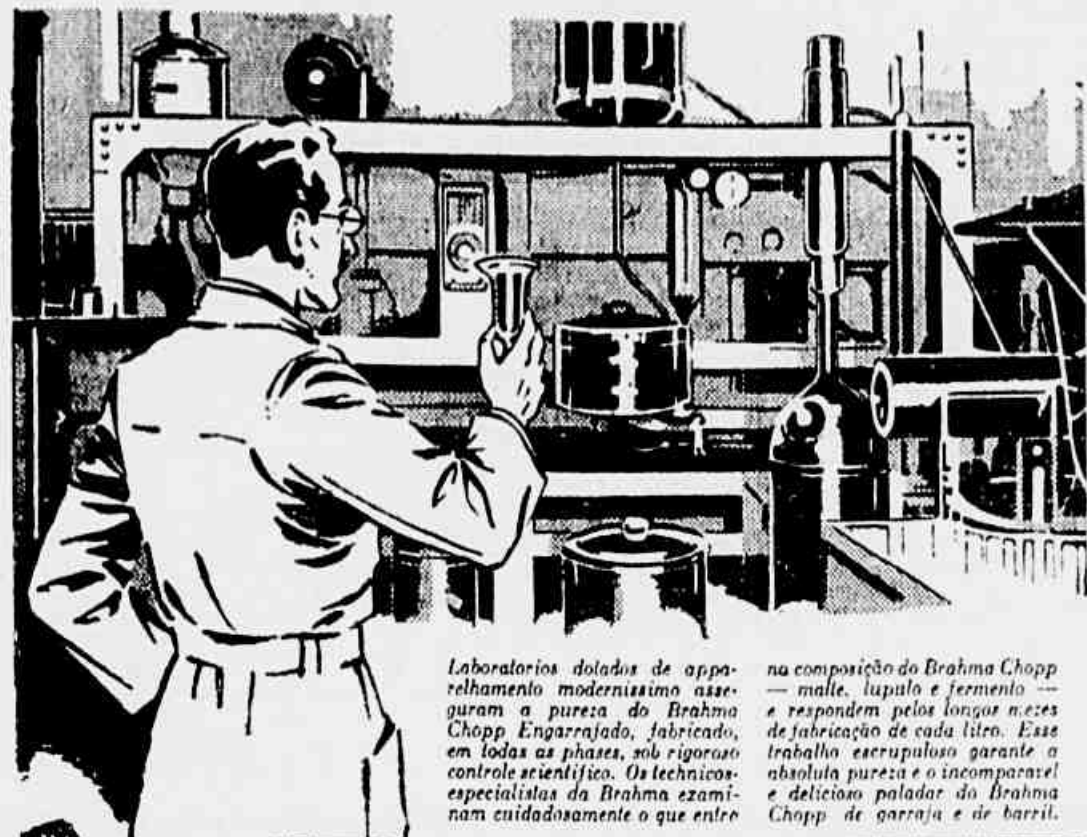 Laboratorios dotados de appa-
relhamento modernissimo asse-
guram a pureza do Brahma
Chopp Engarrafado, fabricado,
em todas as phases, sob rigoroso
controle scientifico. Os technicos-
especialistas da Brahma exami-
nam cuidadosamente o que entre
na composição do Brahma Chopp
— malte, lupulo e fermento —
e respondem pelos longos mezes
de fabricação de cada litro. Esse
trabalho escrupuloso garante a
absoluta pureza e o incomparavel
e delicioso paladar do Brahma
Chopp de garrafa e de barril.